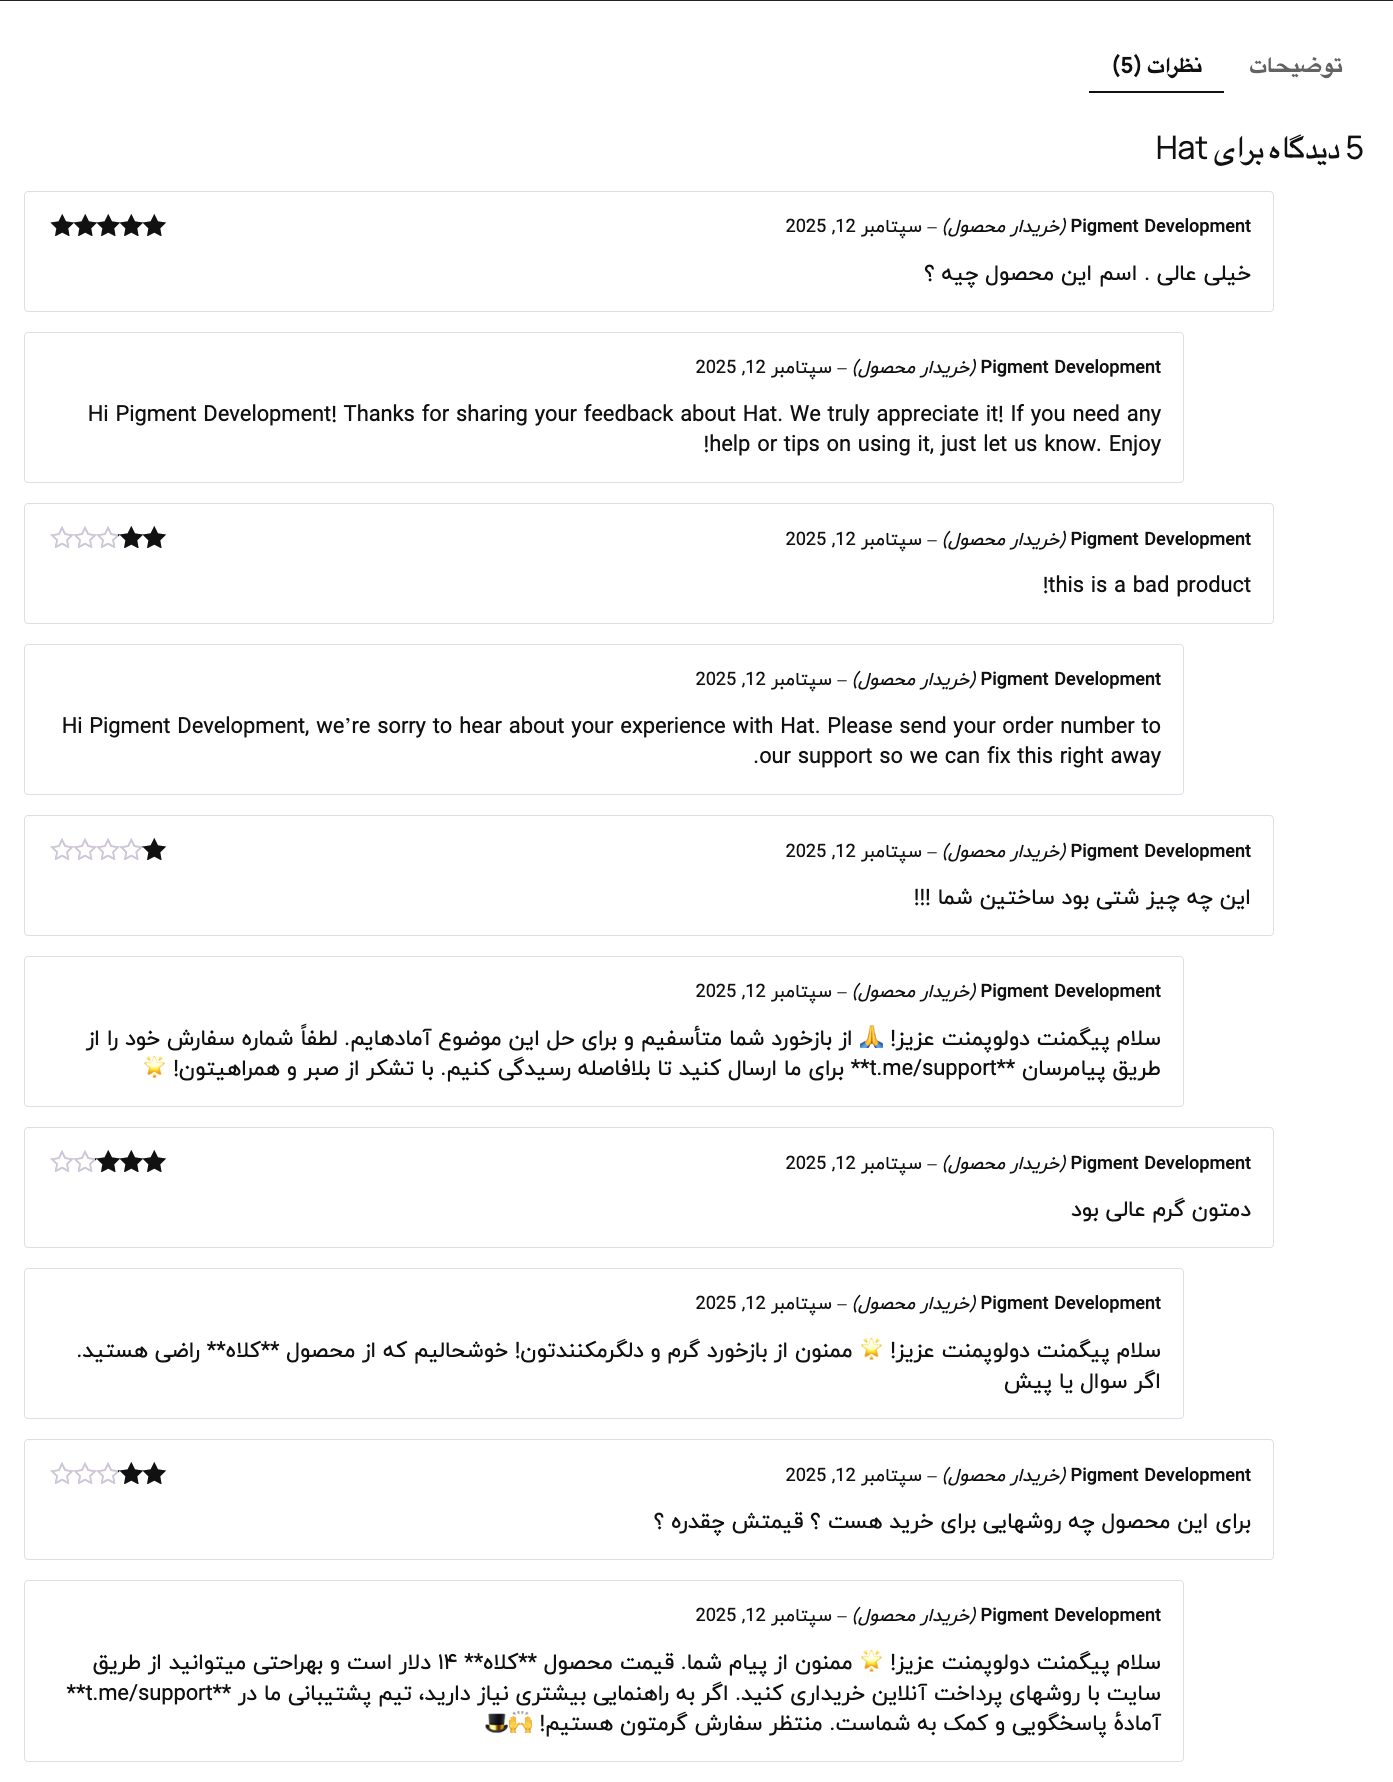 توضیحات
نظرات (5)
5 دیدگاه برای Hat
Pigment Development (خریدار محصول) – سپتامبر 12, 2025
خیلی عالی . اسم این محصول چیه ؟
Pigment Development (خریدار محصول) – سپتامبر 12, 2025
Hi Pigment Development! Thanks for sharing your feedback about Hat. We truly appreciate it! If you need any
help or tips on using it, just let us know. Enjoy!
Pigment Development (خریدار محصول) – سپتامبر 12, 2025
this is a bad product!
Pigment Development (خریدار محصول) – سپتامبر 12, 2025
Hi Pigment Development, we’re sorry to hear about your experience with Hat. Please send your order number to
our support so we can fix this right away.
Pigment Development (خریدار محصول) – سپتامبر 12, 2025
این چه چیز شتی بود ساختین شما !!!
Pigment Development (خریدار محصول) – سپتامبر 12, 2025
سلام پیگمنت دولوپمنت عزیز! 🙏 از بازخورد شما متأسفیم و برای حل این موضوع آمادهایم. لطفاً شماره سفارش خود را از
طریق پیامرسان **t.me/support** برای ما ارسال کنید تا بلافاصله رسیدگی کنیم. با تشکر از صبر و همراهیتون! 🌟
Pigment Development (خریدار محصول) – سپتامبر 12, 2025
دمتون گرم عالی بود
Pigment Development (خریدار محصول) – سپتامبر 12, 2025
سلام پیگمنت دولوپمنت عزیز! 🌟 ممنون از بازخورد گرم و دلگرمکنندتون! خوشحالیم که از محصول **کلاه** راضی هستید.
اگر سوال یا پیش
Pigment Development (خریدار محصول) – سپتامبر 12, 2025
برای این محصول چه روشهایی برای خرید هست ؟ قیمتش چقدره ؟
Pigment Development (خریدار محصول) – سپتامبر 12, 2025
سلام پیگمنت دولوپمنت عزیز! 🌟 ممنون از پیام شما. قیمت محصول **کلاه** ۱۴ دلار است و بهراحتی میتوانید از طریق
سایت با روشهای پرداخت آنلاین خریداری کنید. اگر به راهنمایی بیشتری نیاز دارید، تیم پشتیبانی ما در **t.me/support**
آمادهٔ پاسخگویی و کمک به شماست. منتظر سفارش گرمتون هستیم! 🙌🎩